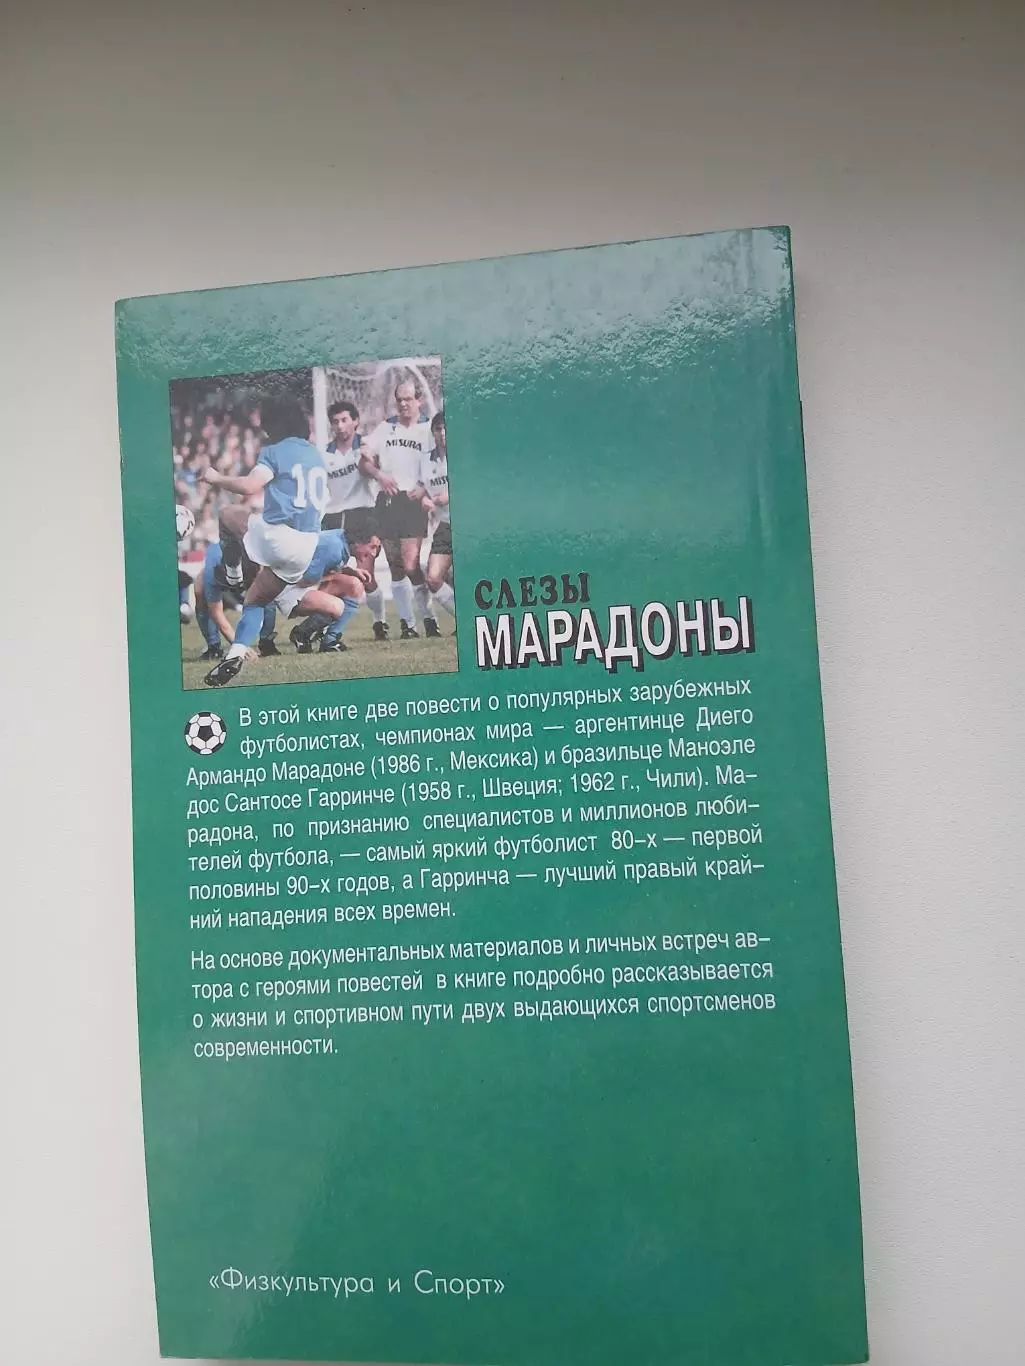 10
MISURA
MISURA
СЛЕЗЫ
МАРАДОНЫ
В этой книге две повести о популярных зарубежных
футболистах, чемпионах мира — аргентинце Диего
Армандо Марадоне (1986 г., Мексика) и бразильце Маноэле
дос Сантосе Гарринче (1958 г., Швеция; 1962 г., Чили). Ма-
радона, по признанию специалистов и миллионов люби-
телей футбола, — самый яркий футболист 80-х — первой
половины 90-х годов, а Гарринча — лучший правый край-
ний нападения всех времен.
На основе документальных материалов и личных встреч ав-
тора с героями повестей в книге подробно рассказывается
о жизни и спортивном пути двух выдающихся спортсменов
современности.
«Физкультура и Спорт»